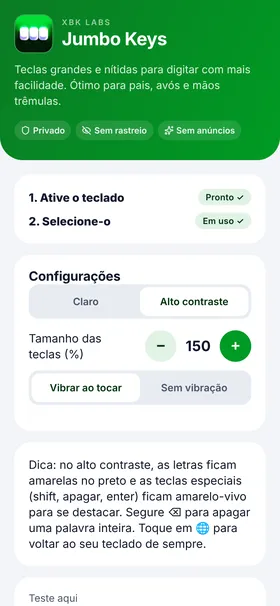 XBK LABS
Jumbo Keys
Teclas grandes e nítidas para digitar com mais
facilidade. Ótimo para pais, avós e mãos
trêmulas.
Privado
Sem rastreio
Sem anúncios
1. Ative o teclado
Pronto ✓
2. Selecione-o
Em uso ✓
Configurações
Claro
Alto contraste
Tamanho das
teclas (%)
− 150 +
Vibrar ao tocar
Sem vibração
Dica: no alto contraste, as letras ficam
amarelas no preto e as teclas especiais
(shift, apagar, enter) ficam amarelo-vivo
para se destacar. Segure ⌫ para apagar
uma palavra inteira. Toque em 🌐 para
voltar ao seu teclado de sempre.
Teste aqui